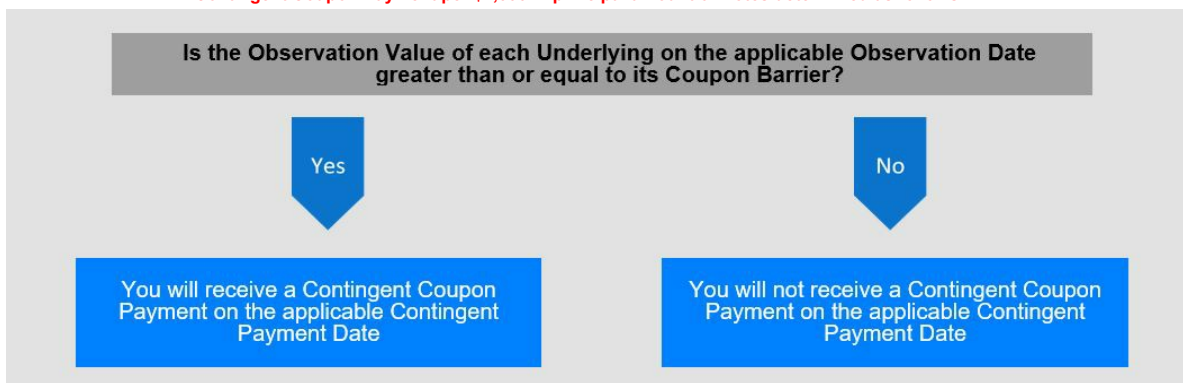 Is the Observation Value of each Underlying on the applicable Observation Date
greater than or equal to its Coupon Barrier?
Yes
No
You will receive a Contingent Coupon
Payment on the applicable Contingent
Payment Date
You will not receive a Contingent Coupon
Payment on the applicable Contingent
Payment Date